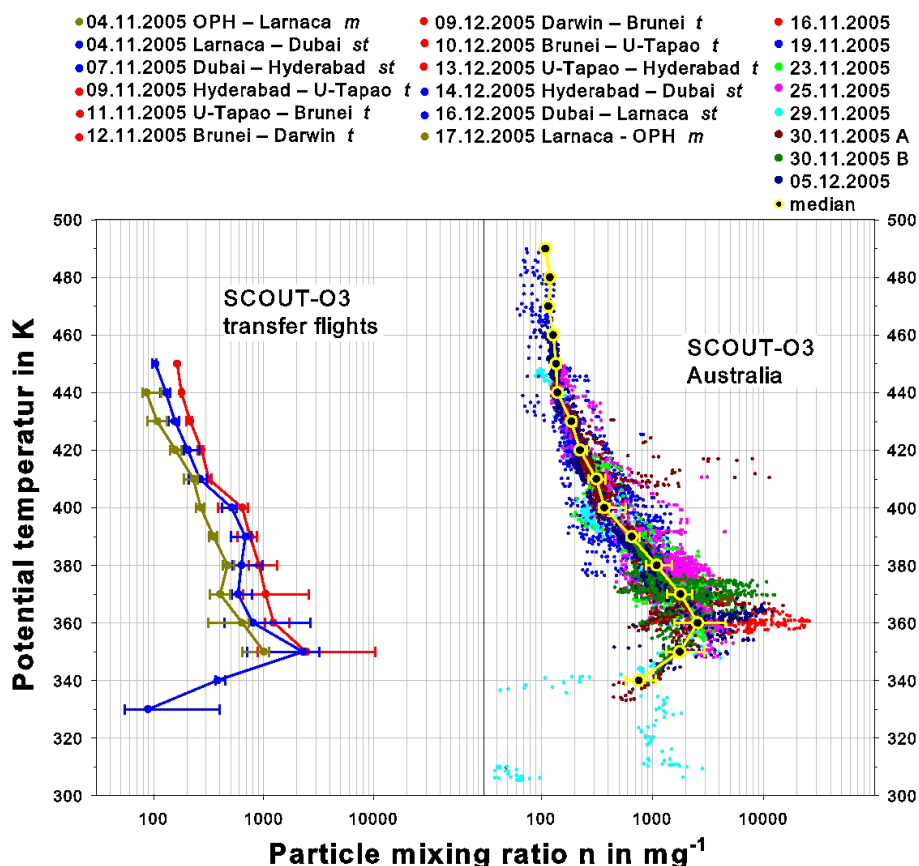 04.11.2005 OPH – Larnaca m
04.11.2005 Larnaca – Dubai st
07.11.2005 Dubai – Hyderabad st
09.11.2005 Hyderabad – U-Tapao t
11.11.2005 U-Tapao – Brunei t
12.11.2005 Brunei – Darwin t
09.12.2005 Darwin – Brunei t
10.12.2005 Brunei – U-Tapao t
13.12.2005 U-Tapao – Hyderabad t
14.12.2005 Hyderabad – Dubai st
16.12.2005 Dubai – Larnaca st
17.12.2005 Larnaca - OPH m
16.11.2005
19.11.2005
23.11.2005
25.11.2005
29.11.2005
30.11.2005 A
30.11.2005 B
05.12.2005
median
Potential temperatur in K
500
480
460
440
420
400
380
360
340
320
300
SCOUT-O3
transfer flights
SCOUT-O3
Australia
500
480
460
440
420
400
380
360
340
320
300
100 1000 10000 100 1000 10000
Particle mixing ratio n in mg⁻¹